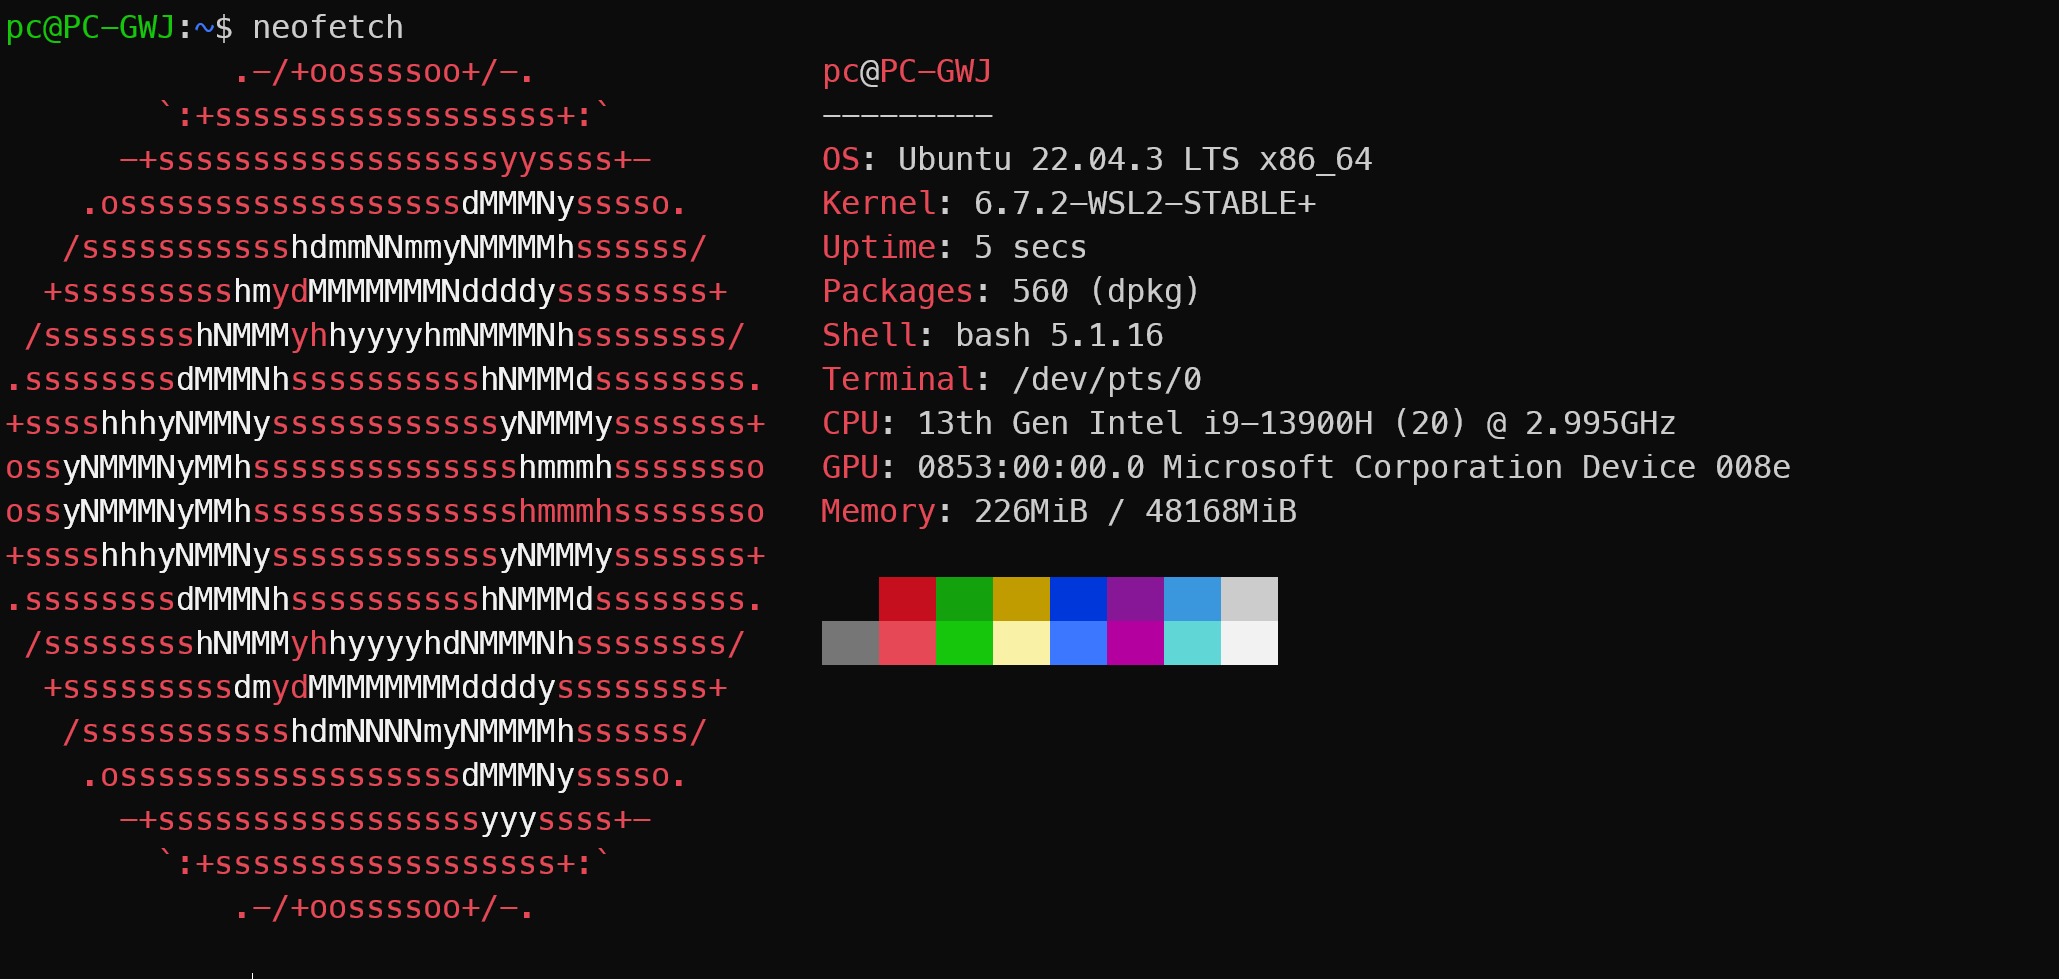 pc@PC-GWJ:~$ neofetch
            .-/+oossssoo+/-.               pc@PC-GWJ
        `:+ssssssssssssssssss+:`           ---------
      -+ssssssssssssssssssyyssss+-         OS: Ubuntu 22.04.3 LTS x86_64
    .ossssssssssssssssssdMMMNysssso.       Kernel: 6.7.2-WSL2-STABLE+
   /ssssssssssshdmmNNmmyNMMMMhssssss/      Uptime: 5 secs
  +ssssssssshmydMMMMMMMNddddyssssssss+     Packages: 560 (dpkg)
 /sssssssshNMMMyhhyyyyhmNMMMNhssssssss/    Shell: bash 5.1.16
.ssssssssdMMMNhsssssssssshNMMMdssssssss.   Terminal: /dev/pts/0
+sssshhhyNMMNyssssssssssssyNMMMysssssss+   CPU: 13th Gen Intel i9-13900H (20) @ 2.995GHz
ossyNMMMNyMMhsssssssssssssshmmmhssssssso   GPU: 0853:00:00.0 Microsoft Corporation Device 008e
ossyNMMMNyMMhsssssssssssssshmmmhssssssso   Memory: 226MiB / 48168MiB
+sssshhhyNMMNyssssssssssssyNMMMysssssss+
.ssssssssdMMMNhsssssssssshNMMMdssssssss.
 /sssssssshNMMMyhhyyyyhdNMMMNhssssssss/
  +sssssssssdmydMMMMMMMMddddyssssssss+
   /ssssssssssshdmNNNNmyNMMMMhssssss/
    .ossssssssssssssssssdMMMNysssso.
      -+sssssssssssssssssyyyssss+-
        `:+ssssssssssssssssss+:`
            .-/+oossssoo+/-.